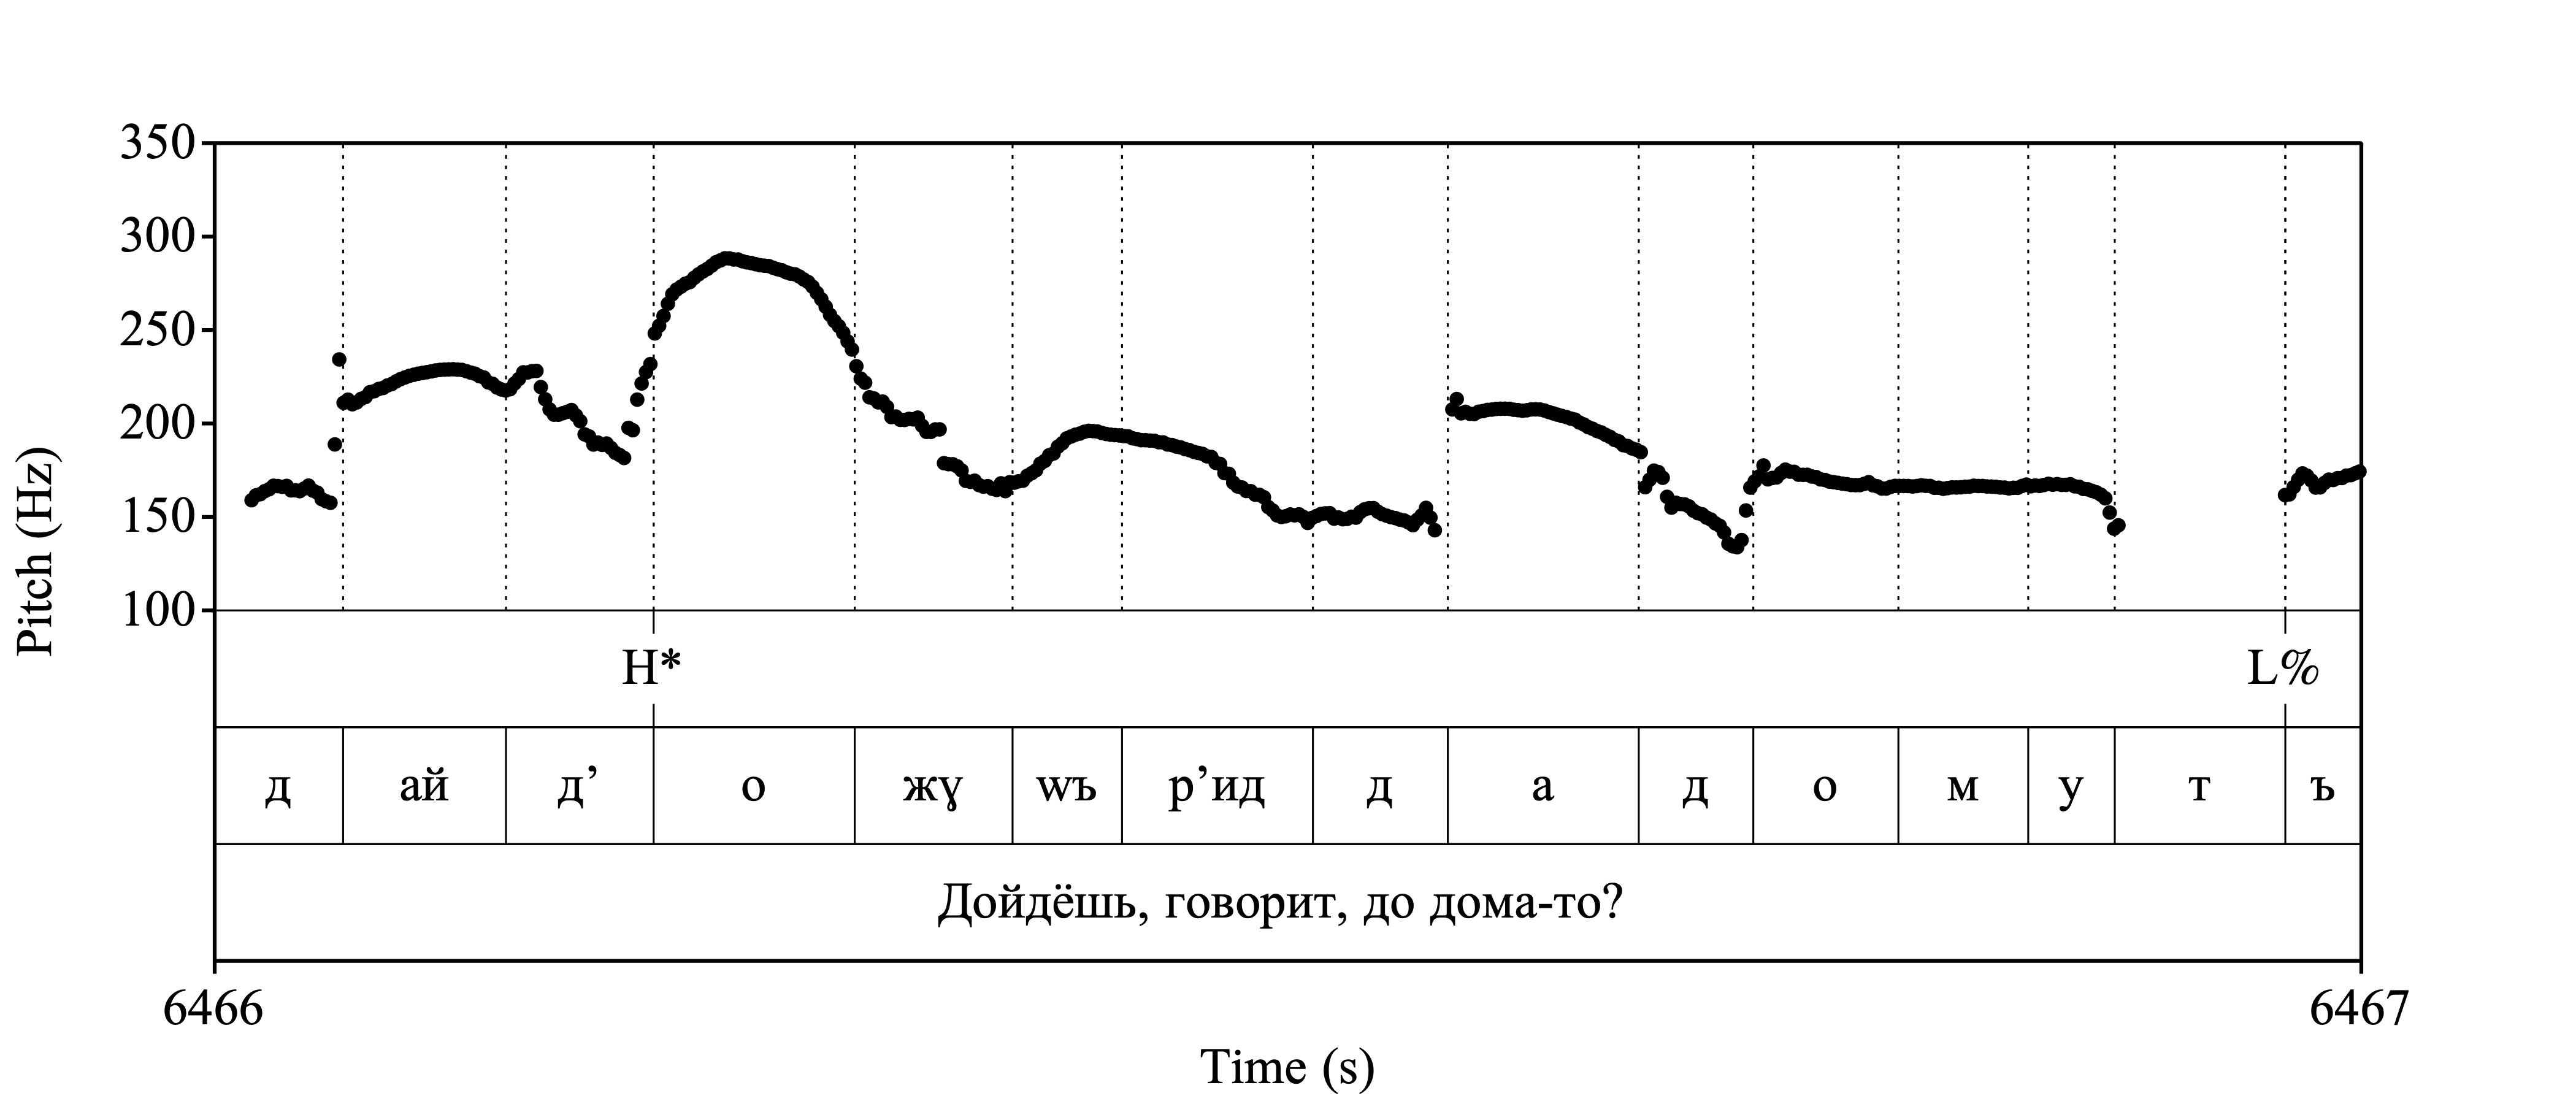 350
300
250
200
150
100
Pitch (Hz)
H* L%
д ай д’ о жɣ wъ р’ид д а д о м у т ъ
Дойдёшь, говорит, до дома-то?
6466 6467
Time (s)